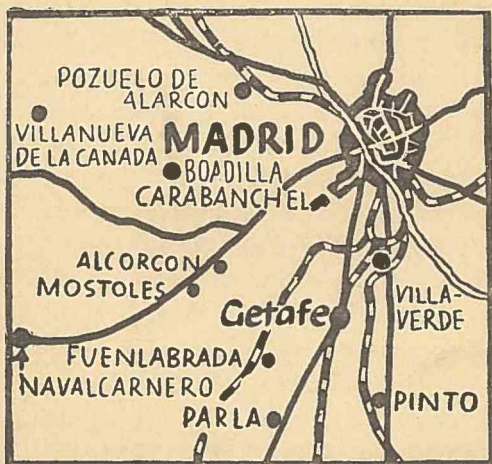 POZUELO DE
ALARCON
VILLANUEVA
DE LA CANADA
MADRID
BOADILLA
CARABANCHEL
ALCORCON
MOSTOLES
Getafe
VILLA-
VERDE
FUENLABRADA
NAVALCARNERO
PARLA
PINTO